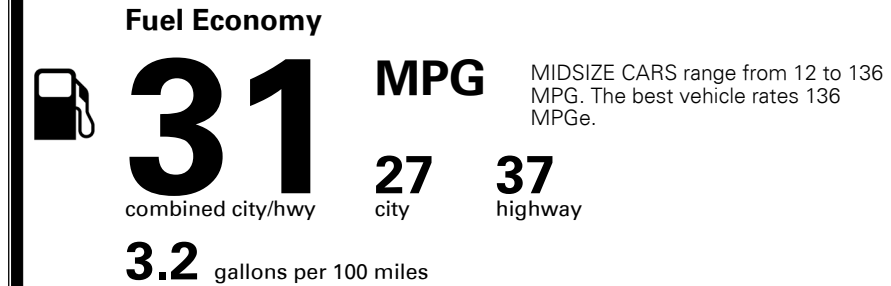 Fuel Economy
31 MPG
MIDSIZE CARS range from 12 to 136
MPG. The best vehicle rates 136
MPGe.
27 37
combined city/hwy city highway
3.2 gallons per 100 miles